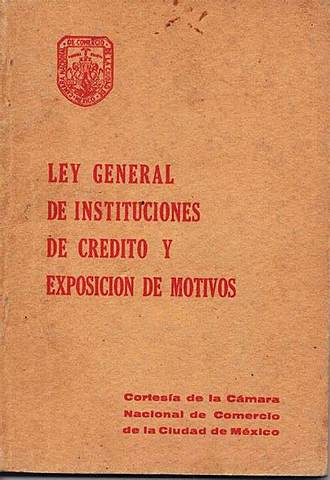 LEY GENERAL
DE INSTITUCIONES
DE CREDITO Y
EXPOSICION DE MOTIVOS
Cortesía de la Cámara
Nacional de Comercio
de la Ciudad de México